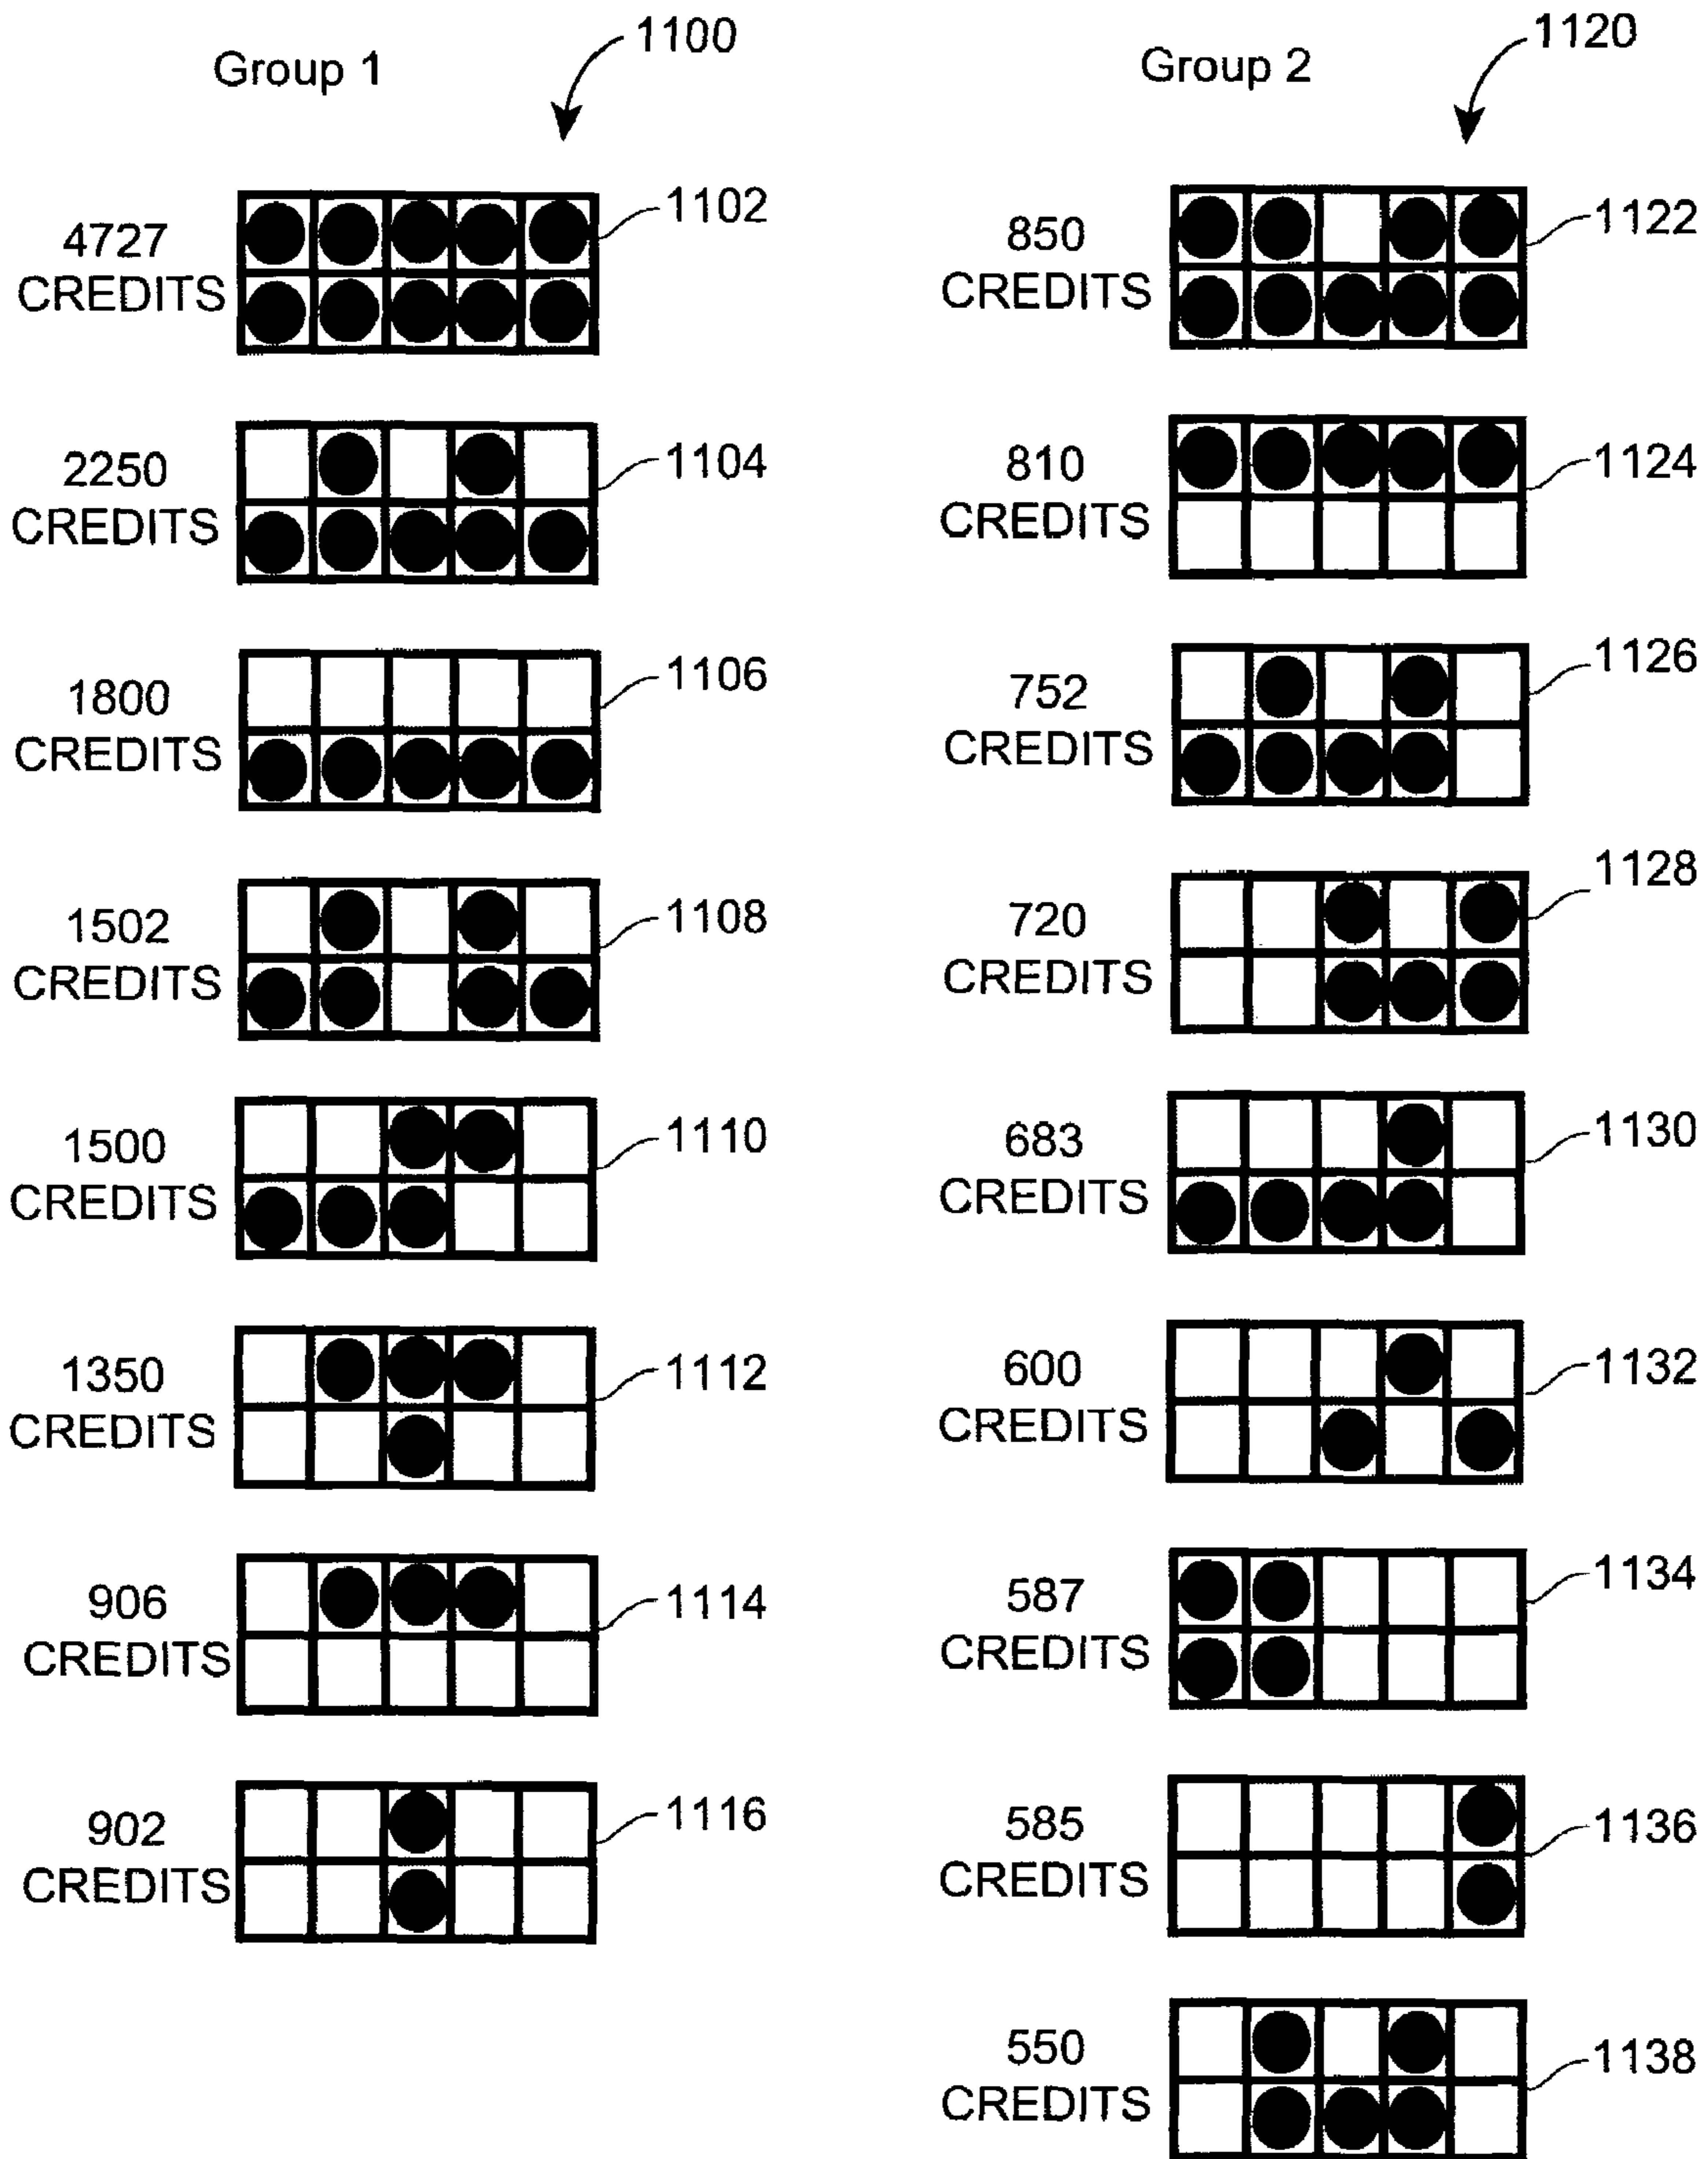 Group 1
1100
4727
CREDITS
1102
2250
CREDITS
1104
1800
CREDITS
1106
1502
CREDITS
1108
1500
CREDITS
1110
1350
CREDITS
1112
906
CREDITS
1114
902
CREDITS
1116
Group 2
1120
850
CREDITS
1122
810
CREDITS
1124
752
CREDITS
1126
720
CREDITS
1128
683
CREDITS
1130
600
CREDITS
1132
587
CREDITS
1134
585
CREDITS
1136
550
CREDITS
1138